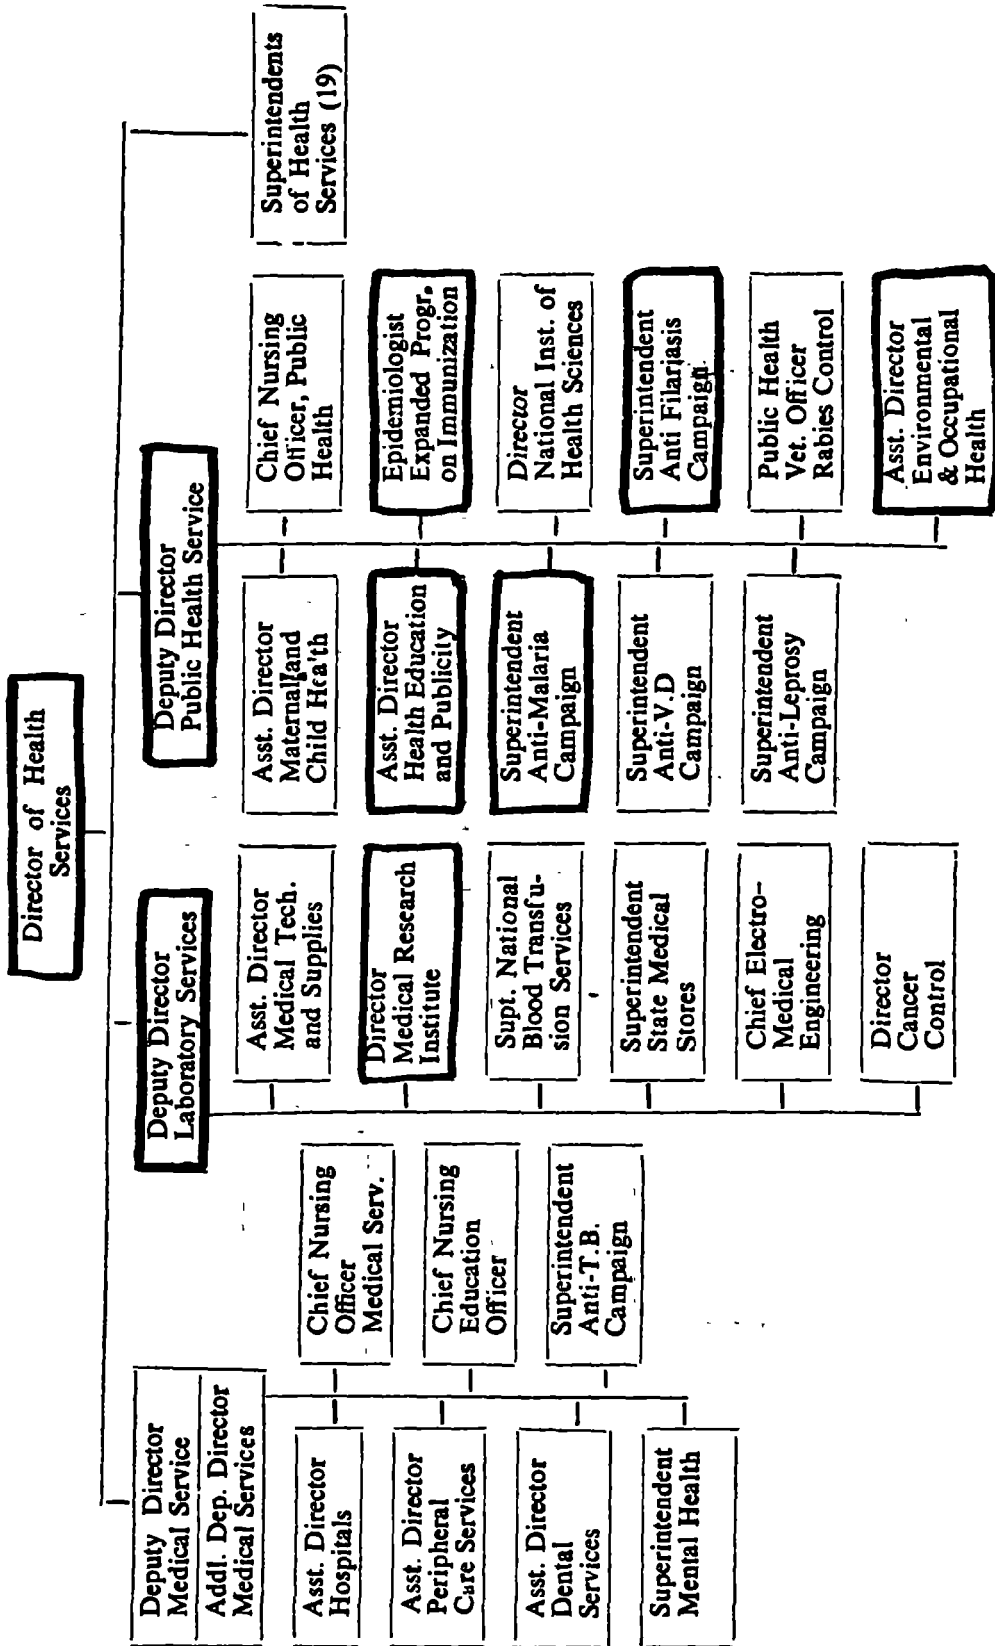 Director of Health
Services
Deputy Director
Medical Service
Addl. Dep. Director
Medical Services
Asst. Director
Hospitals
Asst. Director
Peripheral
Care Services
Asst. Director
Dental
Services
Superintendent
Mental Health
Chief Nursing
Officer
Medical Serv.
Chief Nursing
Education
Officer
Superintendent
Anti-T.B.
Campaign
Deputy Director
Laboratory Services
Asst. Director
Medical Tech.
and Supplies
Director
Medical Research
Institute
Supt. National
Blood Transfu-
sion Services
Superintendent
State Medical
Stores
Chief Electro-
Medical
Engineering
Director
Cancer
Control
Deputy Director
Public Health Service
Asst. Director
Maternal and
Child Health
Asst. Director
Health Education
and Publicity
Superintendent
Anti-Malaria
Campaign
Superintendent
Anti-V.D
Campaign
Superintendent
Anti-Leprosy
Campaign
Chief Nursing
Officer, Public
Health
Epidemiologist
Expanded Progr.
on Immunization
Director
National Inst. of
Health Sciences
Superintendent
Anti Filariasis
Campaign
Public Health
Vet. Officer
Rabies Control
Asst. Director
Environmental
& Occupational
Health
Superintendents
of Health
Services (19)